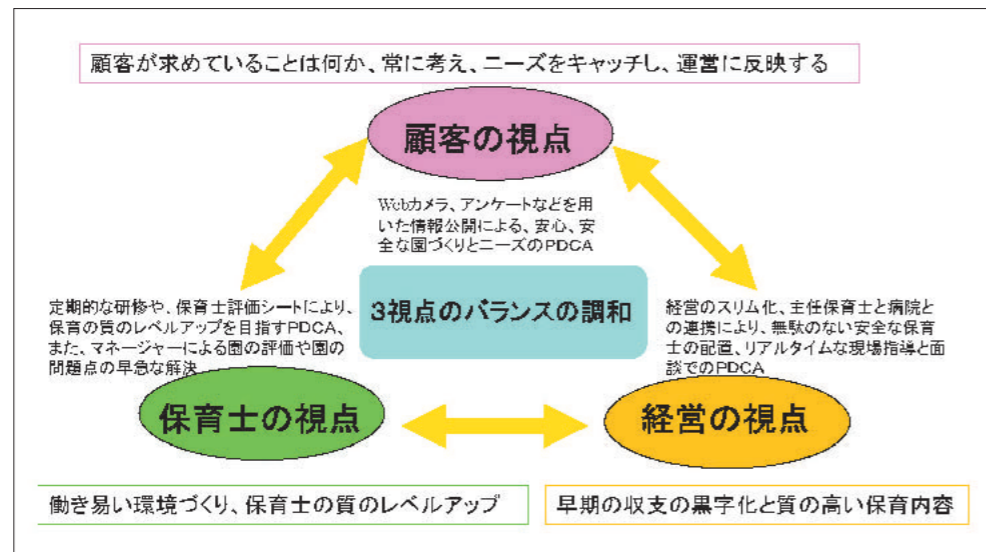 顧客が求めていることは何か、常に考え、ニーズをキャッチし、運営に反映する
顧客の視点
Webカメラ、アンケートなどを用
いた情報公開による、安心、安
全な園づくりとニーズのPDCA
3視点のバランスの調和
定期的な研修や、保育士評価シートにより、
保育の質のレベルアップを目指すPDCA、
また、マネージャーによる園の評価や園の
問題点の早急な解決
経営のスリム化、主任保育士と病院と
の連携により、無駄のない安全な保育
士の配置、リアルタイムな現場指導と面
談でのPDCA
保育士の視点
経営の視点
働き易い環境づくり、保育士の質のレベルアップ
早期の収支の黒字化と質の高い保育内容